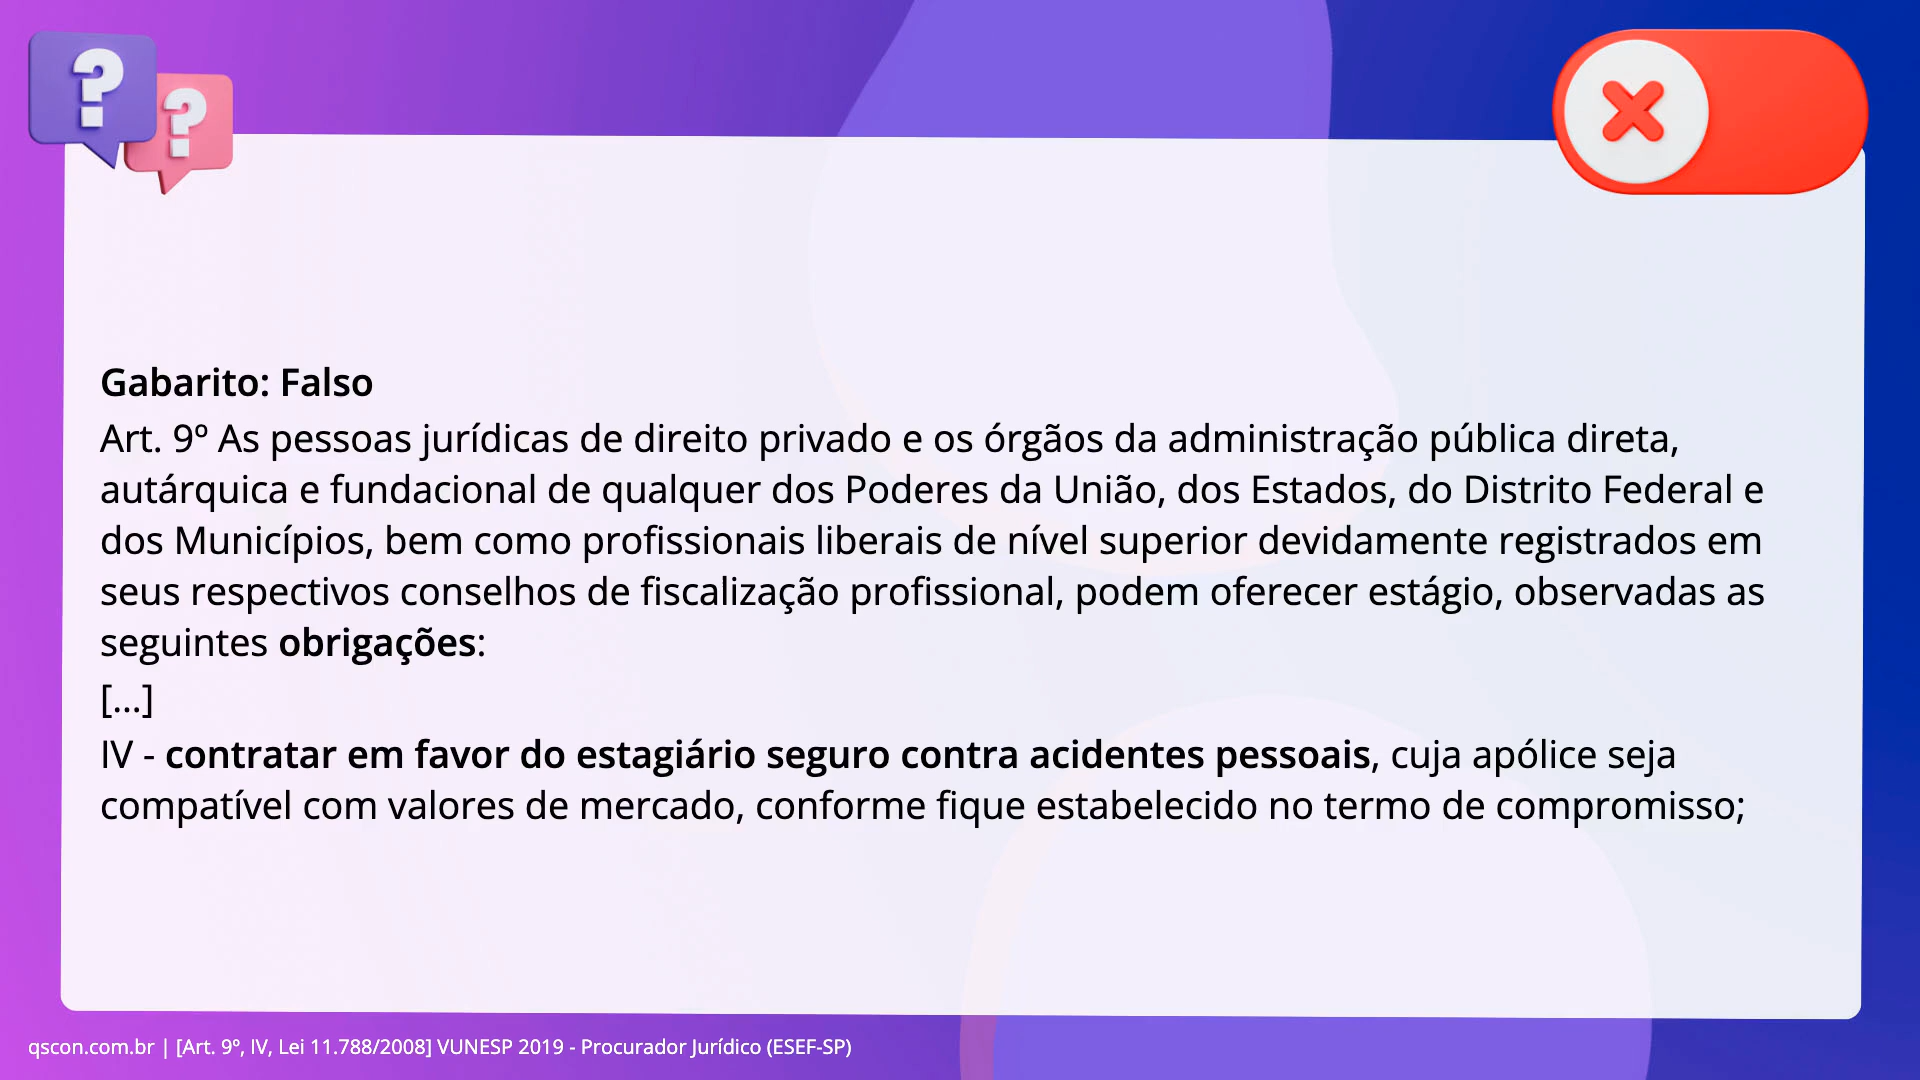 ?
?
Gabarito: Falso
Art. 9º As pessoas jurídicas de direito privado e os órgãos da administração pública direta,
autárquica e fundacional de qualquer dos Poderes da União, dos Estados, do Distrito Federal e
dos Municípios, bem como profissionais liberais de nível superior devidamente registrados em
seus respectivos conselhos de fiscalização profissional, podem oferecer estágio, observadas as
seguintes obrigações:
[...]
IV - contratar em favor do estagiário seguro contra acidentes pessoais, cuja apólice seja
compatível com valores de mercado, conforme fique estabelecido no termo de compromisso;
qscon.com.br | [Art. 9º, IV, Lei 11.788/2008] VUNESP 2019 - Procurador Jurídico (ESEF-SP)